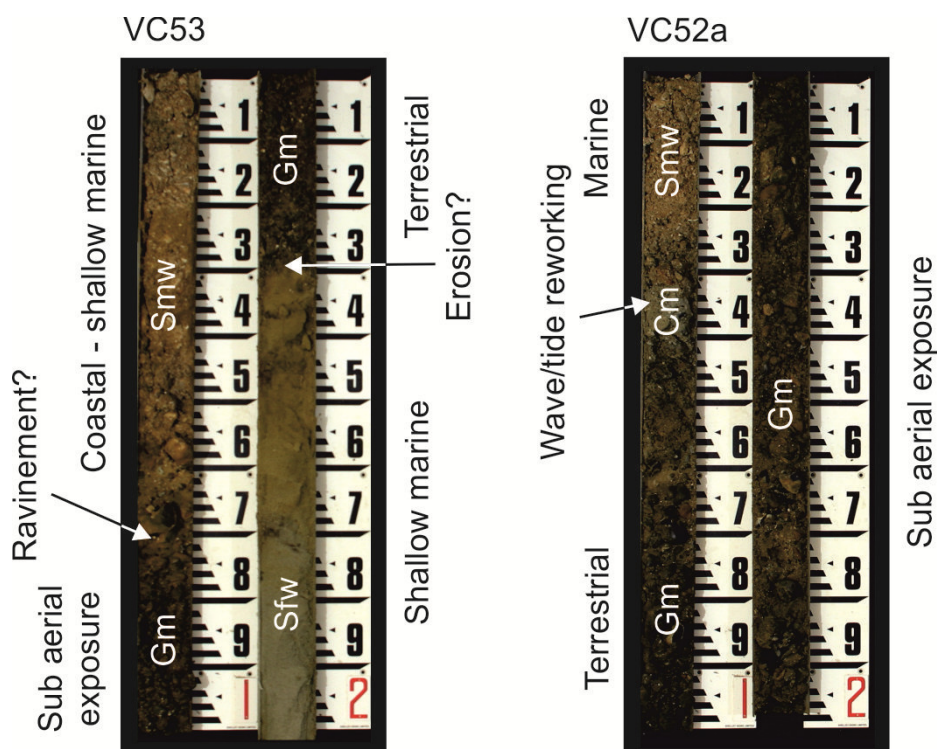 VC53
Coastal - shallow marine
Ravinement?
Sub aerial
exposure
Smw
Gm
1
2
3
4
5
6
7
8
9
1
Gm
Sfw
1
2
3
4
5
6
7
8
9
2
Terrestrial
Erosion?
Shallow marine
VC52a
Marine
Wave/tide reworking
Terrestrial
Smw
Cm
Gm
1
2
3
4
5
6
7
8
9
1
Gm
1
2
3
4
5
6
7
8
9
2
Sub aerial exposure